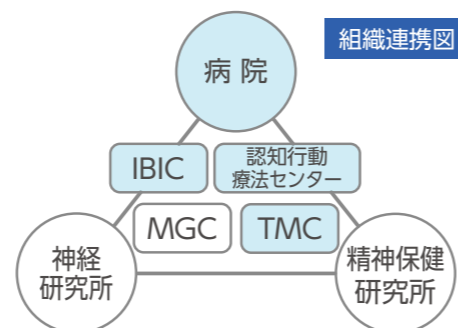 組織連携図
病院
IBIC
認知行動
療法センター
MGC
TMC
神経
研究所
精神保健
研究所